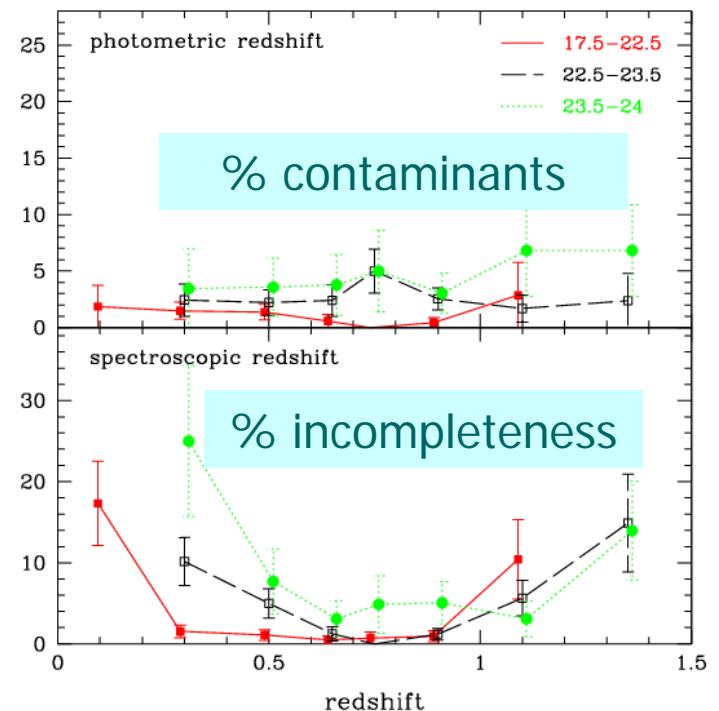 25
photometric redshift
17.5–22.5
22.5–23.5
23.5–24
20
15
% contaminants
10
5
0
spectroscopic redshift
30
% incompleteness
20
10
0
0 0.5 1 1.5
redshift